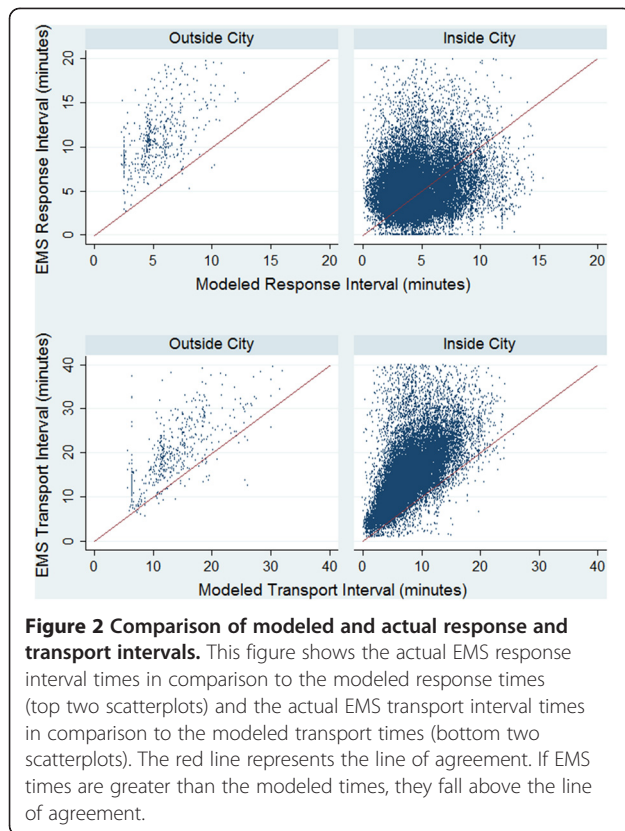 Outside City Inside City
EMS Response Interval (minutes)
20
15
10
5
0
0 5 10 15 20 0 5 10 15 20
Modeled Response Interval (minutes)
Outside City Inside City
EMS Transport Interval (minutes)
40
30
20
10
0
0 10 20 30 40 0 10 20 30 40
Modeled Transport Interval (minutes)
Figure 2 Comparison of modeled and actual response and
transport intervals. This figure shows the actual EMS response
interval times in comparison to the modeled response times
(top two scatterplots) and the actual EMS transport interval times
in comparison to the modeled transport times (bottom two
scatterplots). The red line represents the line of agreement. If EMS
times are greater than the modeled times, they fall above the line
of agreement.